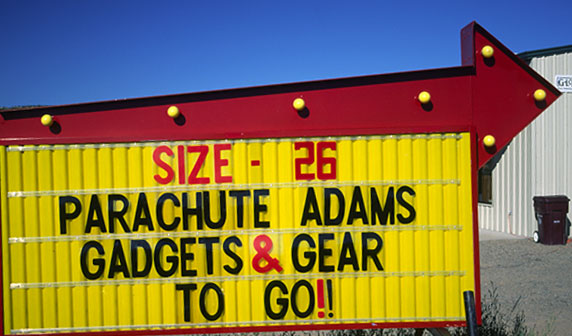 SIZE - 26
PARACHUTE ADAMS
GADGETS & GEAR
TO GO!!